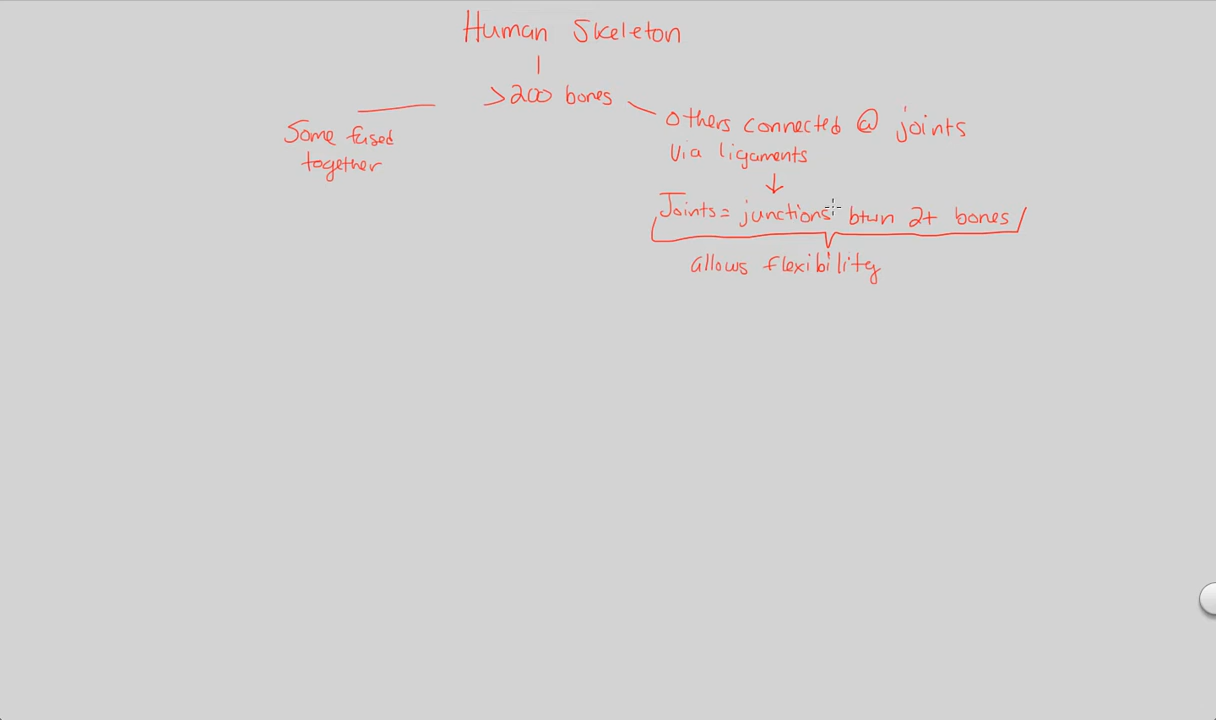 Human Skeleton
>200 bones
Some fused
together
Others connected @ joints
Via ligaments
Joints = junctions btwn 2+ bones
allows flexibility